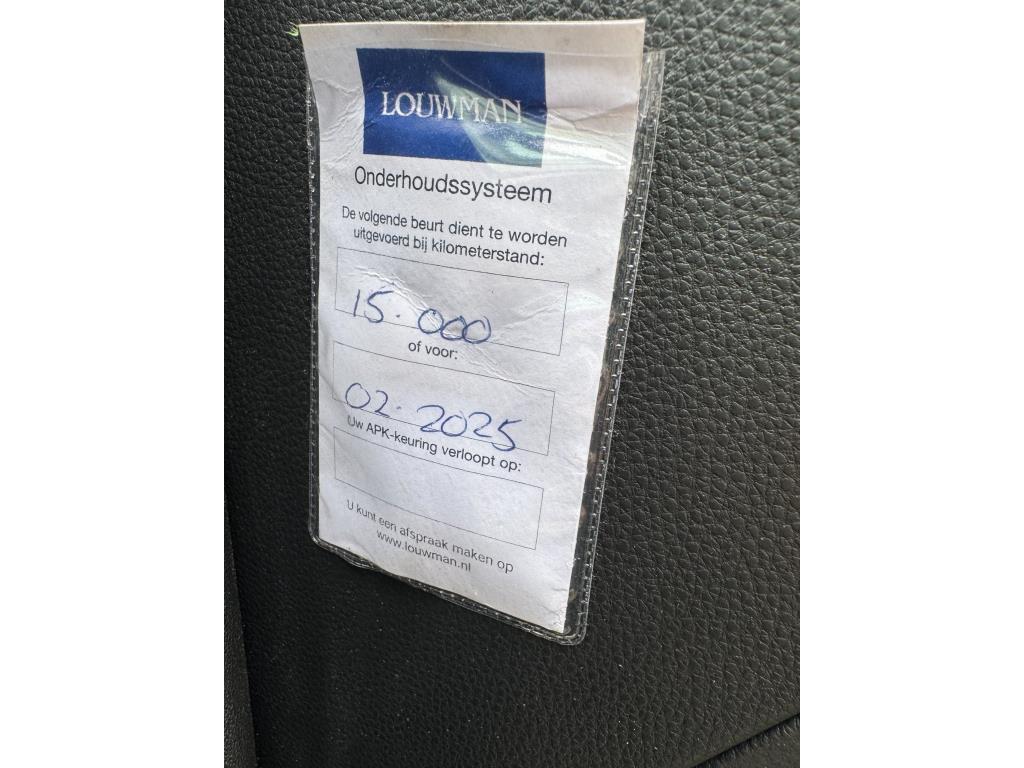 LOUWMAN
Onderhoudssysteem
De volgende beurt dient te worden
uitgevoerd bij kilometerstand:
15.000
of voor:
02.2025
Uw APK-keuring verloopt op:
U kunt een afspraak maken op
www.louwman.nl